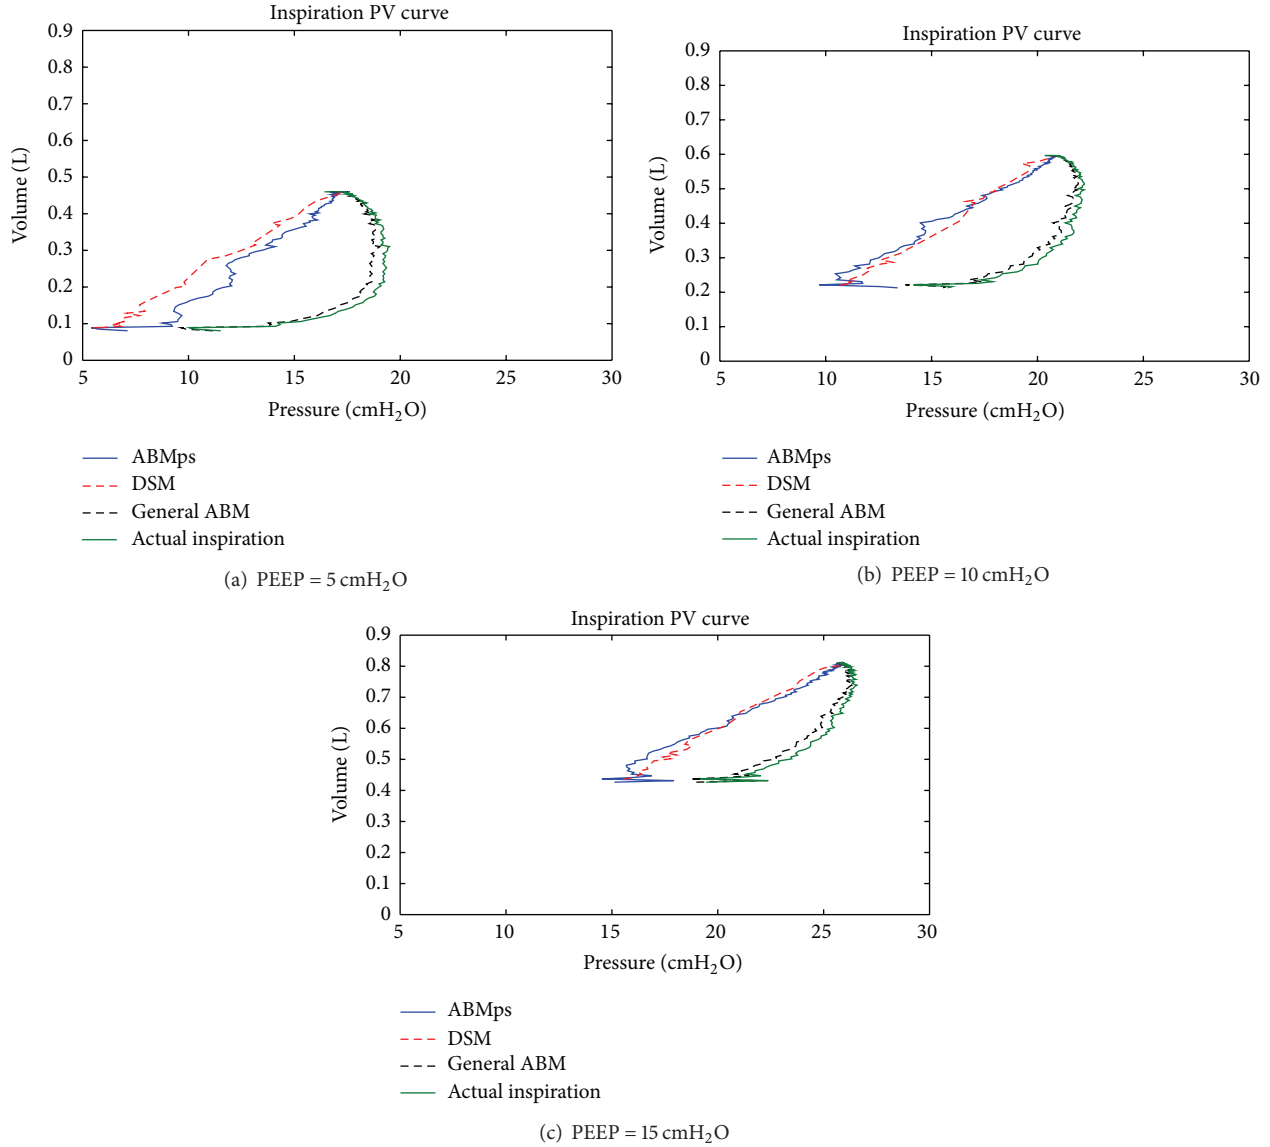 Inspiration PV curve
0.9
0.8
0.7
0.6
0.5
0.4
0.3
0.2
0.1
0
Volume (L)
5 10 15 20 25 30
Pressure (cmH₂O)
ABMps
DSM
General ABM
Actual inspiration
(a) PEEP = 5 cmH₂O
Inspiration PV curve
0.9
0.8
0.7
0.6
0.5
0.4
0.3
0.2
0.1
0
Volume (L)
5 10 15 20 25 30
Pressure (cmH₂O)
ABMps
DSM
General ABM
Actual inspiration
(b) PEEP = 10 cmH₂O
Inspiration PV curve
0.9
0.8
0.7
0.6
0.5
0.4
0.3
0.2
0.1
0
Volume (L)
5 10 15 20 25 30
Pressure (cmH₂O)
ABMps
DSM
General ABM
Actual inspiration
(c) PEEP = 15 cmH₂O